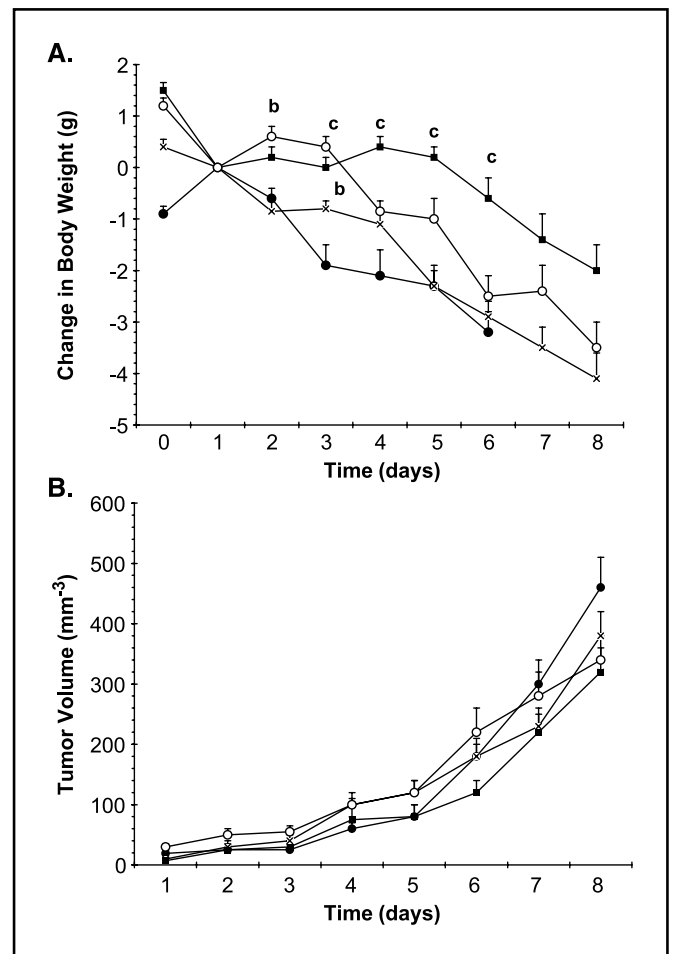 A.
Change in Body Weight (g)
2
1
0
-1
-2
-3
-4
-5
b
c
c
c
c
b
0 1 2 3 4 5 6 7 8
Time (days)
B.
Tumor Volume (mm-3)
600
500
400
300
200
100
0
1 2 3 4 5 6 7 8
Time (days)